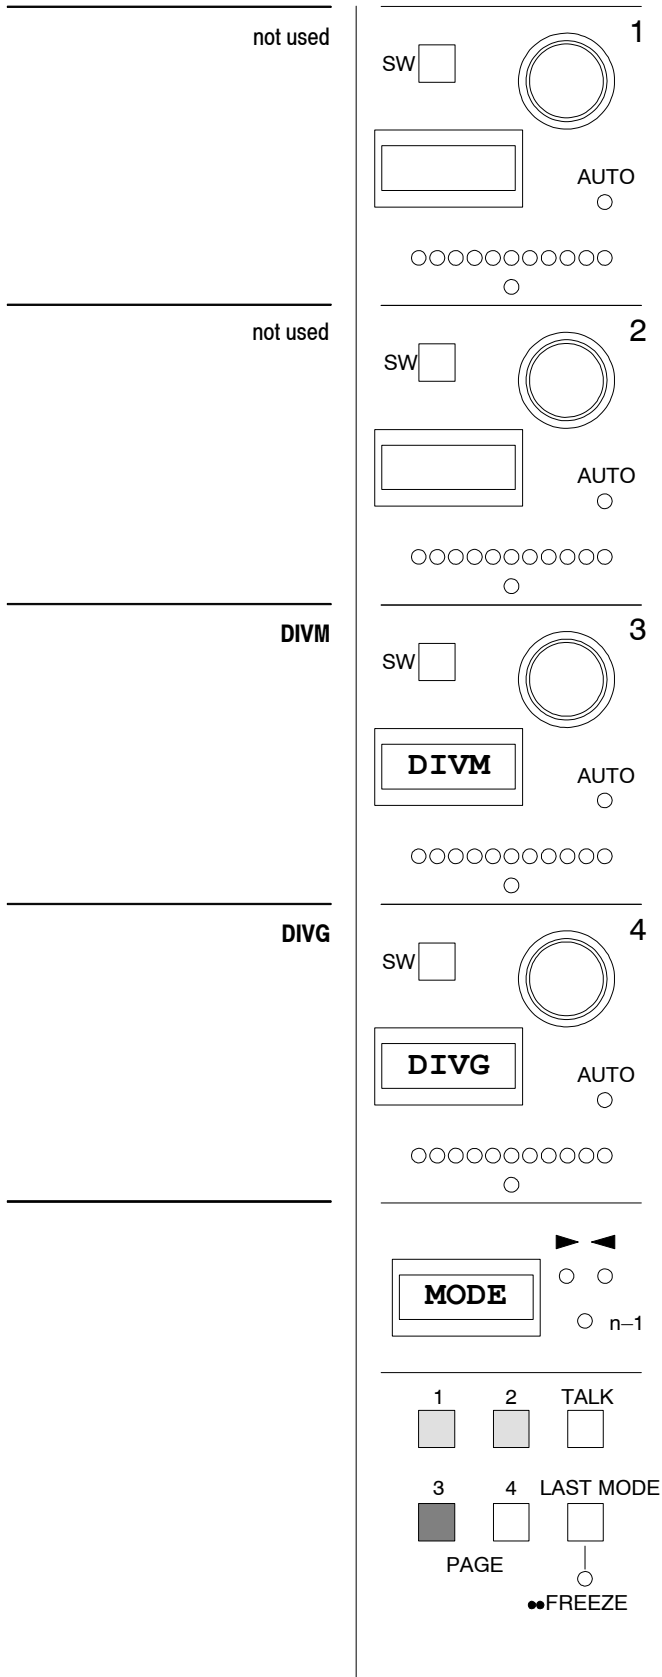 not used
1
SW
AUTO
not used
2
SW
AUTO
DIVM
3
SW
DIVM
AUTO
DIVG
4
SW
DIVG
AUTO
MODE
n–1
1 2 TALK
3 4 LAST MODE
PAGE
••FREEZE